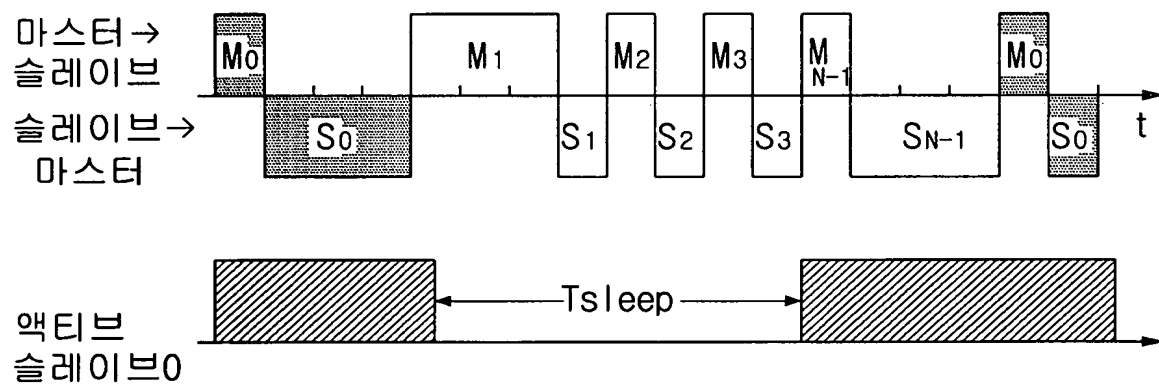 마스터→
슬레이브
M0 M1 M2 M3 M N-1 M0
슬레이브→
마스터
S0 S1 S2 S3 SN-1 S0
t
Tsleep
액티브
슬레이브0